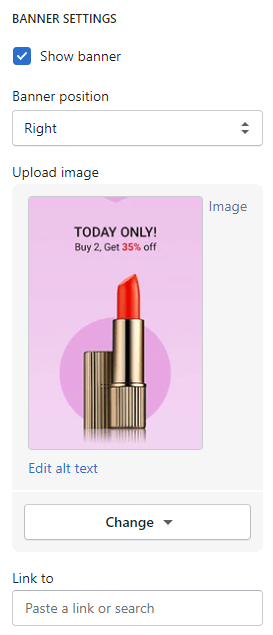 BANNER SETTINGS
Show banner
Banner position
Right
Upload image
TODAY ONLY!
Buy 2, Get 35% off
Image
Edit alt text
Change
Link to
Paste a link or search